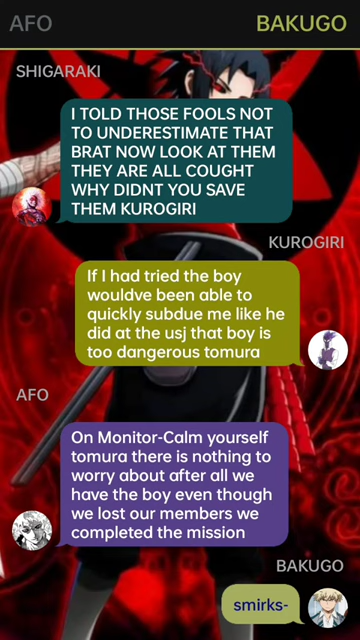 AFO
BAKUGO
SHIGARAKI
I TOLD THOSE FOOLS NOT
TO UNDERESTIMATE THAT
BRAT NOW LOOK AT THEM
THEY ARE ALL COUGHT
WHY DIDNT YOU SAVE
THEM KUROGIRI
KUROGIRI
If I had tried the boy
wouldve been able to
quickly subdue me like he
did at the usj that boy is
too dangerous tomura
AFO
On Monitor-Calm yourself
tomura there is nothing to
worry about after all we
have the boy even though
we lost our members we
completed the mission
BAKUGO
smirks-